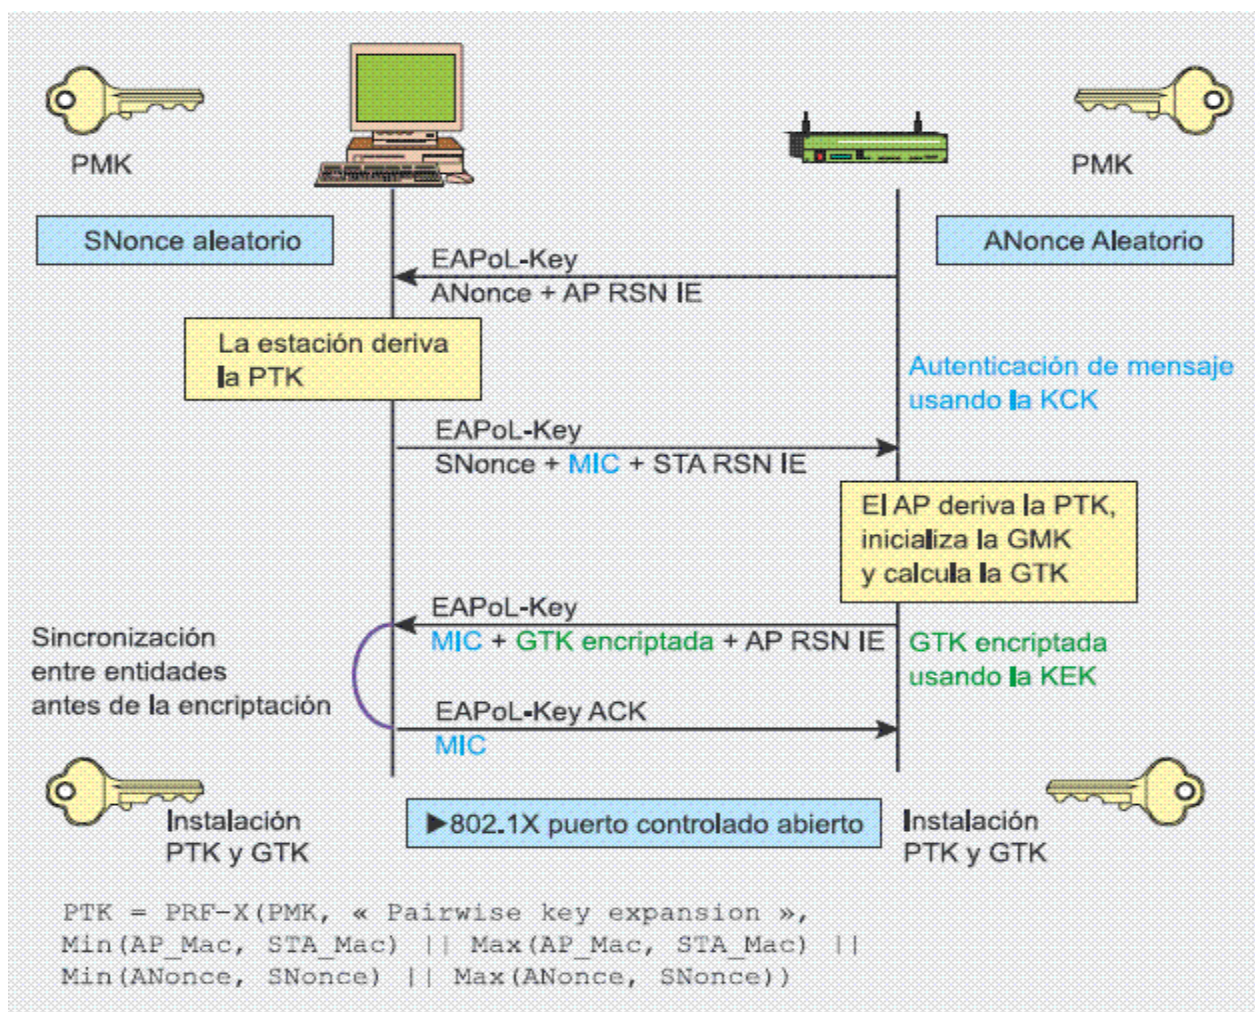 PMK
PMK
SNonce aleatorio
ANonce Aleatorio
EAPoL-Key
ANonce + AP RSN IE
La estación deriva
la PTK
Autenticación de mensaje
usando la KCK
EAPoL-Key
SNonce + MIC + STA RSN IE
El AP deriva la PTK,
inicializa la GMK
y calcula la GTK
EAPoL-Key
MIC + GTK encriptada + AP RSN IE
GTK encriptada
usando la KEK
Sincronización
entre entidades
antes de la encriptación
EAPoL-Key ACK
MIC
Instalación
PTK y GTK
▶802.1X puerto controlado abierto
Instalación
PTK y GTK
PTK = PRF-X(PMK, « Pairwise key expansion »,
Min(AP_Mac, STA_Mac) || Max(AP_Mac, STA_Mac) ||
Min(ANonce, SNonce) || Max(ANonce, SNonce))